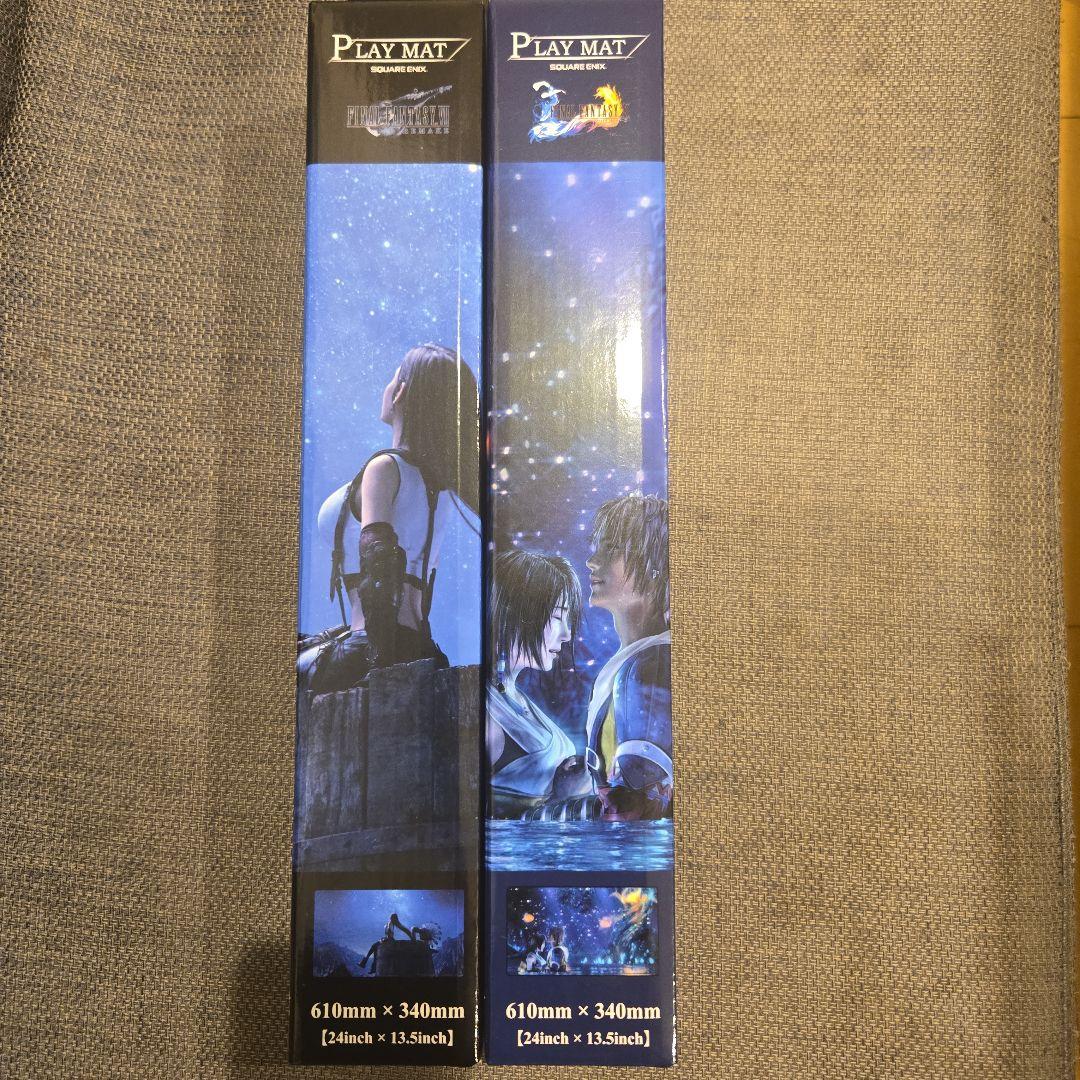 PLAY MAT
SQUARE ENIX.
FINAL FANTASY VII
REMAKE
610mm × 340mm
【24inch × 13.5inch】
PLAY MAT
SQUARE ENIX.
FINAL FANTASY
610mm × 340mm
【24inch × 13.5inch】